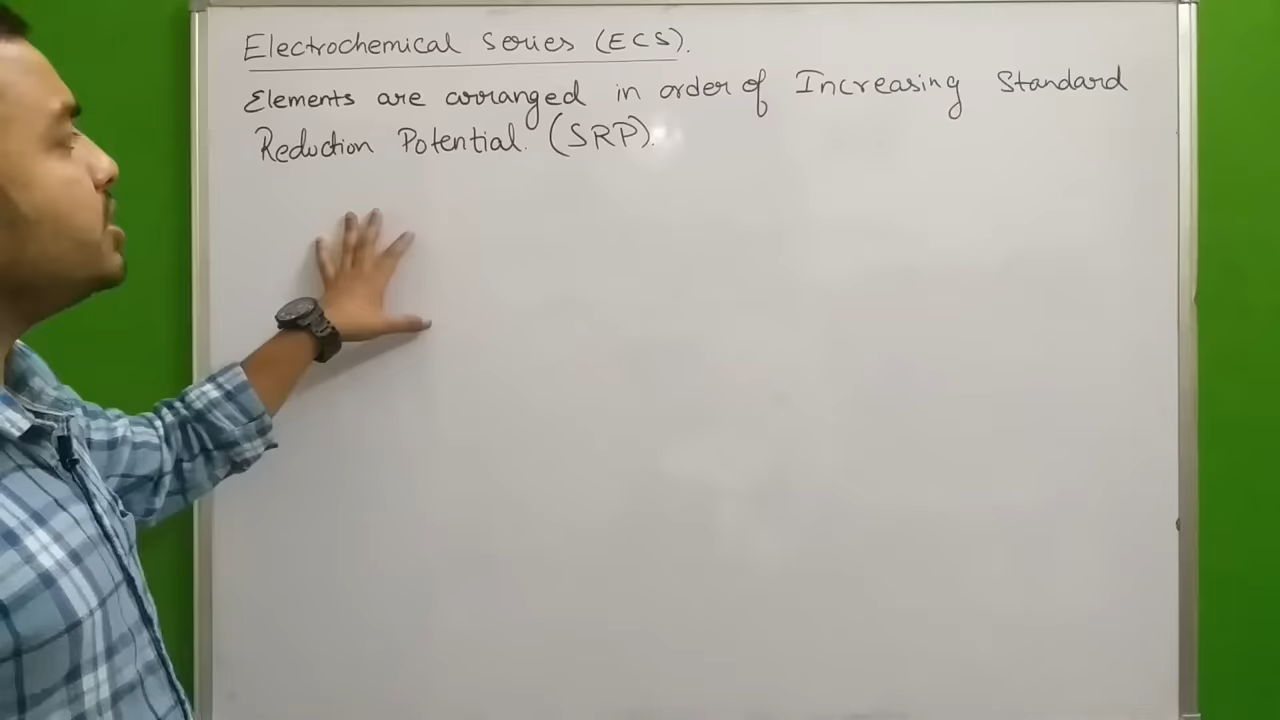 Electrochemical Series (ECS).
Elements are arranged in order of Increasing Standard
Reduction Potential. (SRP).